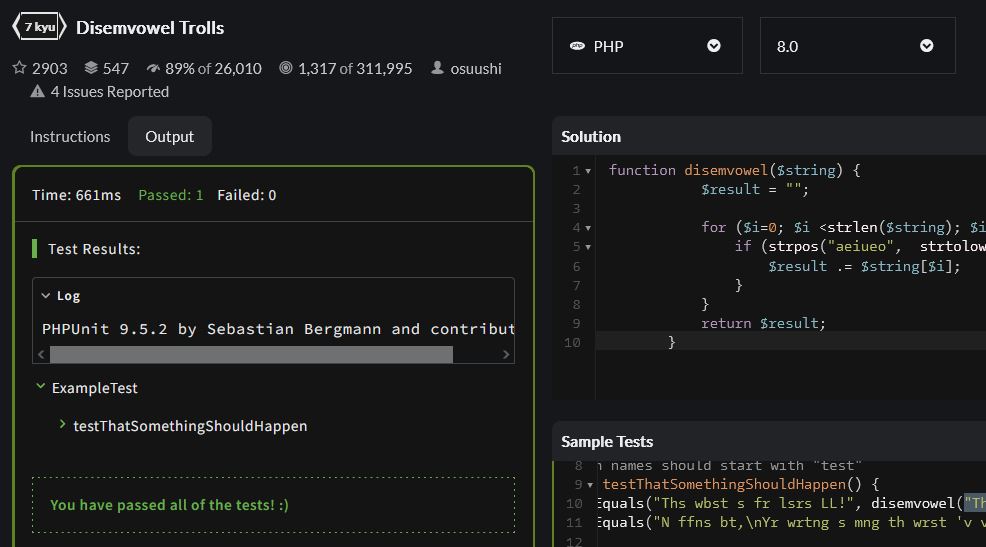 7 kyu Disemvowel Trolls
2903 547 89% of 26,010 1,317 of 311,995 osuushi
4 Issues Reported
Instructions Output
Time: 661ms Passed: 1 Failed: 0
Test Results:
Log
PHPUnit 9.5.2 by Sebastian Bergmann and contribut
ExampleTest
testThatSomethingShouldHappen
You have passed all of the tests! :)
php PHP
8.0
Solution
1 function disemvowel($string) {
2 $result = "";
3
4 for ($i=0; $i <strlen($string); $i
5 if (strpos("aeiueo", strtolow
6 $result .= $string[$i];
7 }
8 }
9 return $result;
10 }
Sample Tests
8 n names should start with "test"
9 testThatSomethingShouldHappen() {
10 Equals("Ths wbst s fr lsrs LL!", disemvowel("Th
11 Equals("N ffns bt,\nYr wrtng s mng th wrst 'v v
12